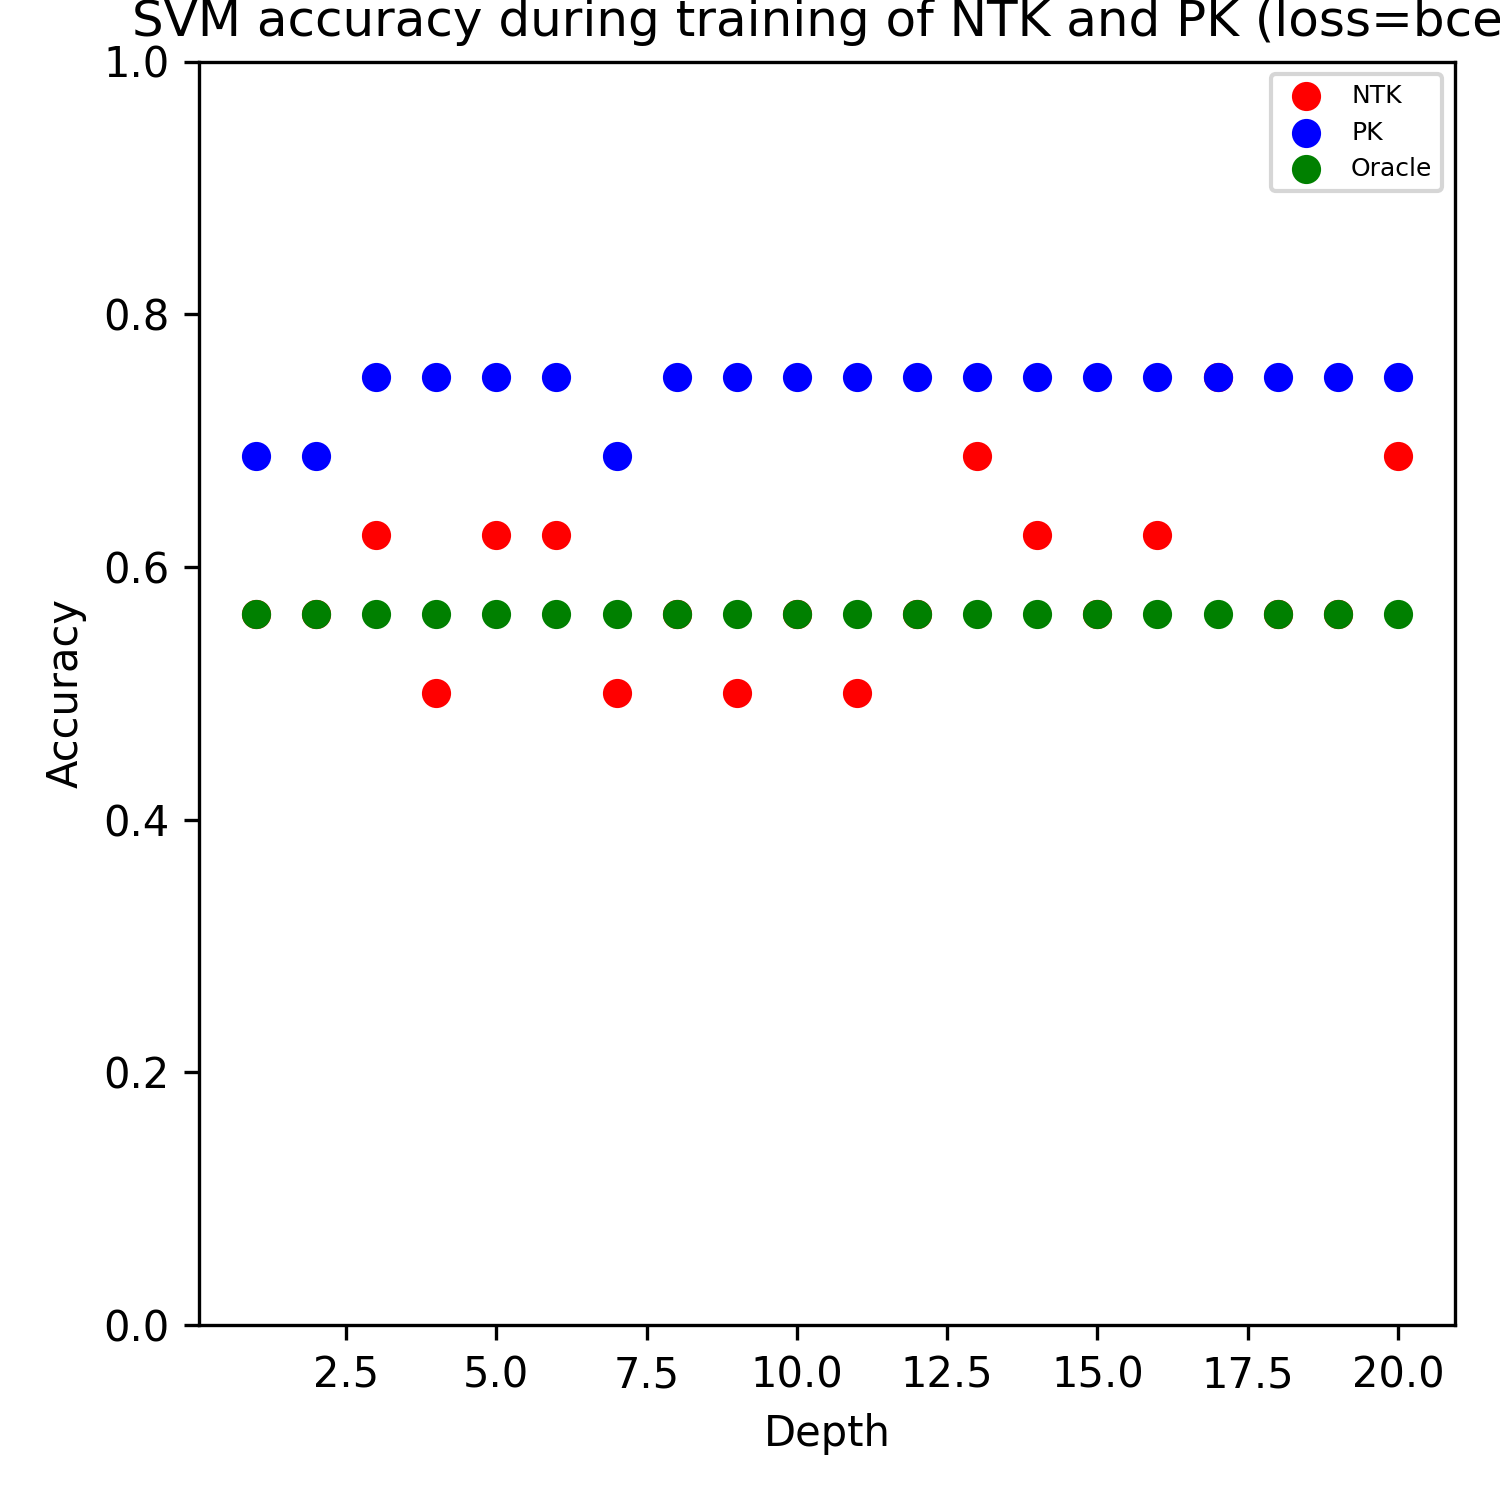 SVM accuracy during training of NTK and PK (loss=bce
1.0
NTK
PK
Oracle
0.8
0.6
Accuracy
0.4
0.2
0.0
2.5 5.0 7.5 10.0 12.5 15.0 17.5 20.0
Depth